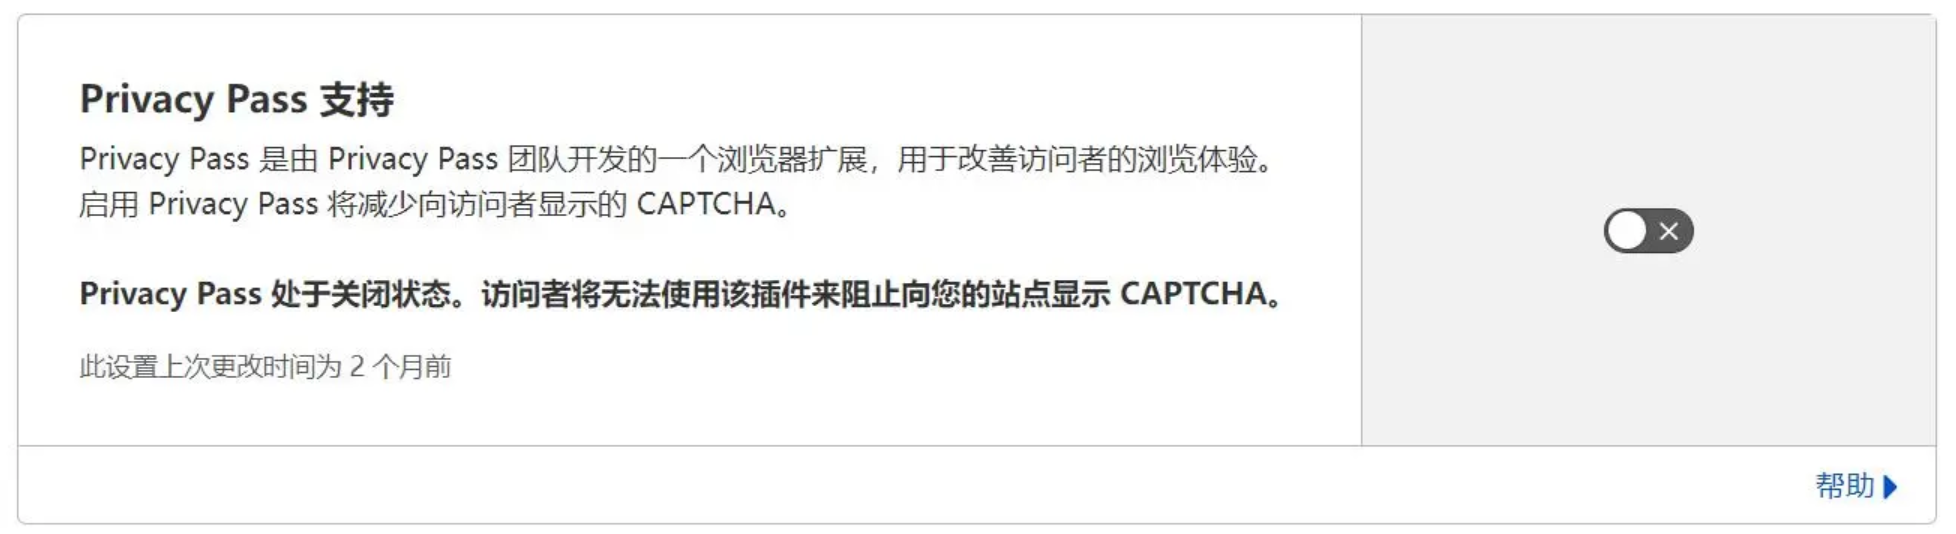 Privacy Pass 支持
Privacy Pass 是由 Privacy Pass 团队开发的一个浏览器扩展，用于改善访问者的浏览体验。
启用 Privacy Pass 将减少向访问者显示的 CAPTCHA。
Privacy Pass 处于关闭状态。访问者将无法使用该插件来阻止向您的站点显示 CAPTCHA。
此设置上次更改时间为 2 个月前
帮助